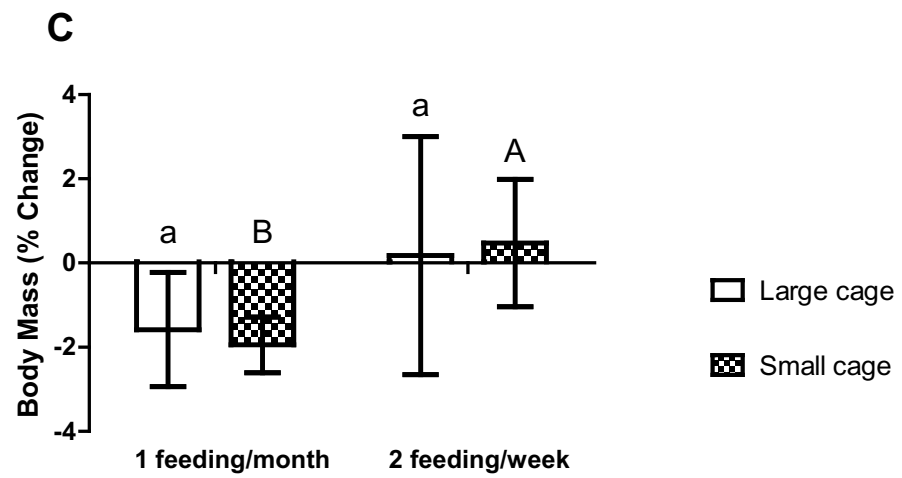 C
Body Mass (% Change)
4
2
0
-2
-4
a
B
a
A
1 feeding/month
2 feeding/week
Large cage
Small cage